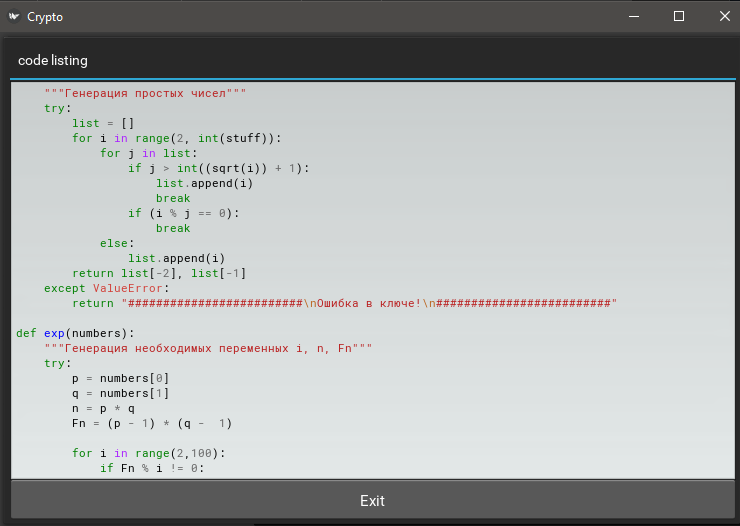 Crypto
code listing
"""Генерация простых чисел"""
try:
list = []
for i in range(2, int(stuff)):
for j in list:
if j > int((sqrt(i)) + 1):
list.append(i)
break
if (i % j == 0):
break
else:
list.append(i)
return list[-2], list[-1]
except ValueError:
return "#########################\nОшибка в ключе!\n#########################"
def exp(numbers):
"""Генерация необходимых переменных i, n, Fn"""
try:
p = numbers[0]
q = numbers[1]
n = p * q
Fn = (p - 1) * (q -  1)
for i in range(2,100):
if Fn % i != 0:
Exit